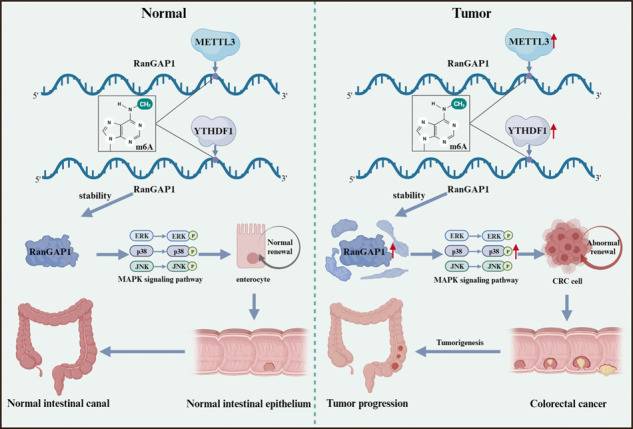 Normal
METTL3
RanGAP1
5'
3'
H
CH₃
N
N
N
N
N
m6A
YTHDF1
5'
3'
RanGAP1
stability
RanGAP1
ERK
ERK
P
p38
p38
P
JNK
JNK
P
MAPK signaling pathway
Normal
renewal
enterocyte
Normal intestinal canal
Normal intestinal epithelium
Tumor
METTL3
RanGAP1
5'
3'
H
CH₃
N
N
N
N
N
m6A
YTHDF1
5'
3'
RanGAP1
stability
RanGAP1
ERK
ERK
P
p38
p38
P
JNK
JNK
P
MAPK signaling pathway
Abnormal
renewal
CRC cell
Tumorigenesis
Tumor progression
Colorectal cancer